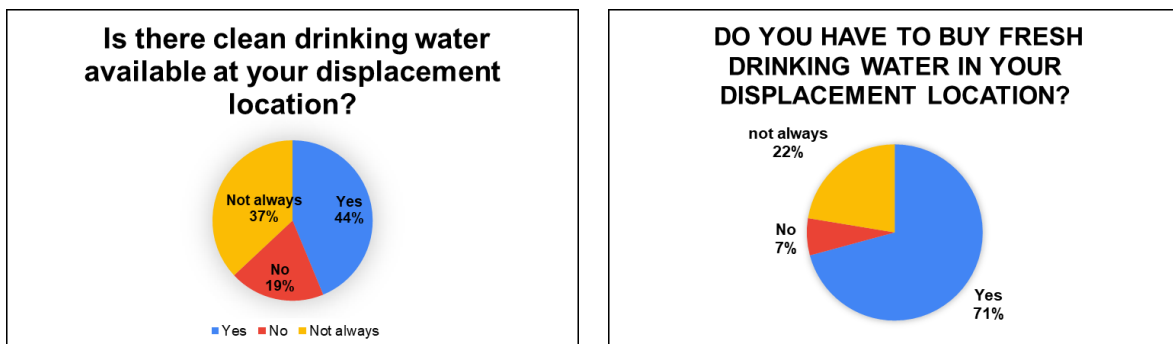 Is there clean drinking water
available at your displacement
location?
Not always
37%
Yes
44%
No
19%
Yes No Not always
DO YOU HAVE TO BUY FRESH
DRINKING WATER IN YOUR
DISPLACEMENT LOCATION?
not always
22%
No
7%
Yes
71%